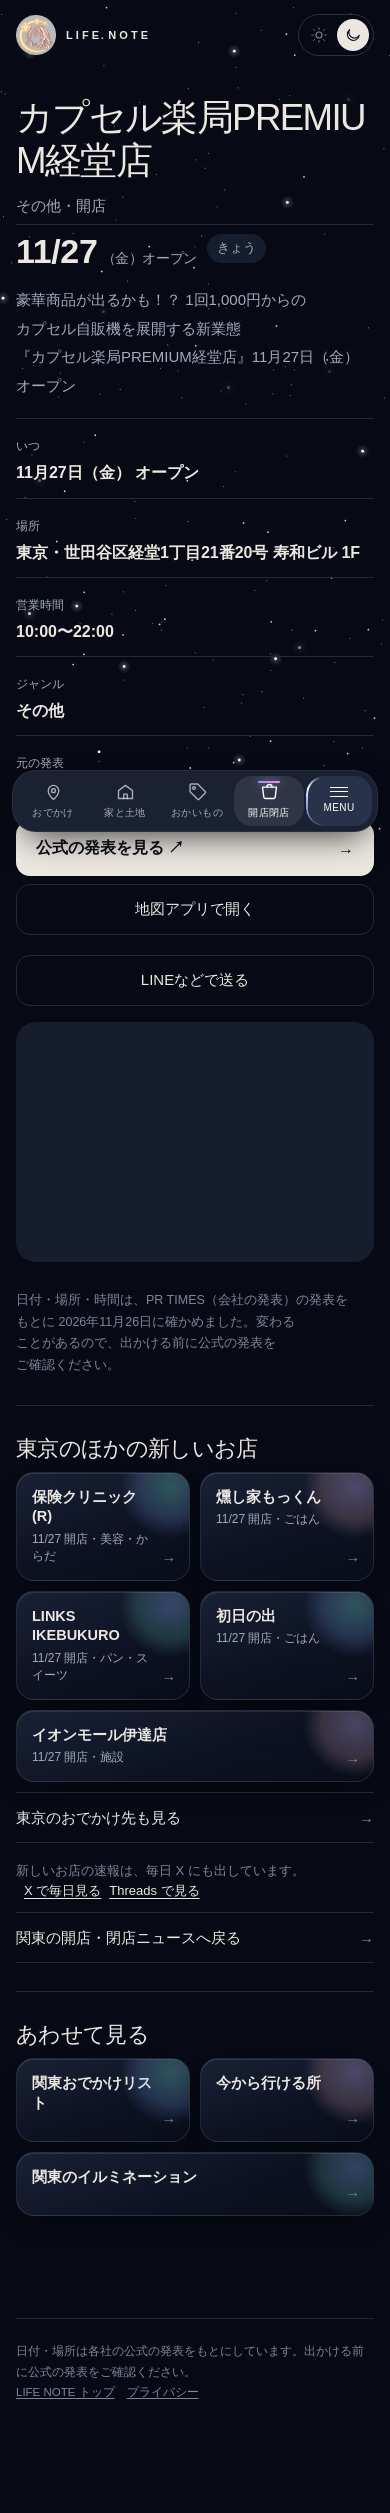 LIFE.NOTE
カプセル楽局PREMIU
M経堂店
その他・開店
11/27 （金）オープン きょう
豪華商品が出るかも！？ 1回1,000円からの
カプセル自販機を展開する新業態
『カプセル楽局PREMIUM経堂店』11月27日（金）
オープン
いつ
11月27日（金） オープン
場所
東京・世田谷区経堂1丁目21番20号 寿和ビル 1F
営業時間
10:00〜22:00
ジャンル
その他
元の発表
おでかけ
家と土地
おかいもの
開店閉店
MENU
公式の発表を見る ↗ →
地図アプリで開く
LINEなどで送る
日付・場所・時間は、PR TIMES（会社の発表）の発表を
もとに 2026年11月26日に確かめました。変わる
ことがあるので、出かける前に公式の発表を
ご確認ください。
東京のほかの新しいお店
保険クリニック
(R)
11/27 開店・美容・か
らだ →
燻し家もっくん
11/27 開店・ごはん
→
LINKS
IKEBUKURO
11/27 開店・パン・ス
イーツ →
初日の出
11/27 開店・ごはん
→
イオンモール伊達店
11/27 開店・施設 →
東京のおでかけ先も見る →
新しいお店の速報は、毎日 X にも出しています。
X で毎日見る Threads で見る
関東の開店・閉店ニュースへ戻る →
あわせて見る
関東おでかけリス
ト →
今から行ける所
→
関東のイルミネーション
→
日付・場所は各社の公式の発表をもとにしています。出かける前
に公式の発表をご確認ください。
LIFE NOTE トップ プライバシー